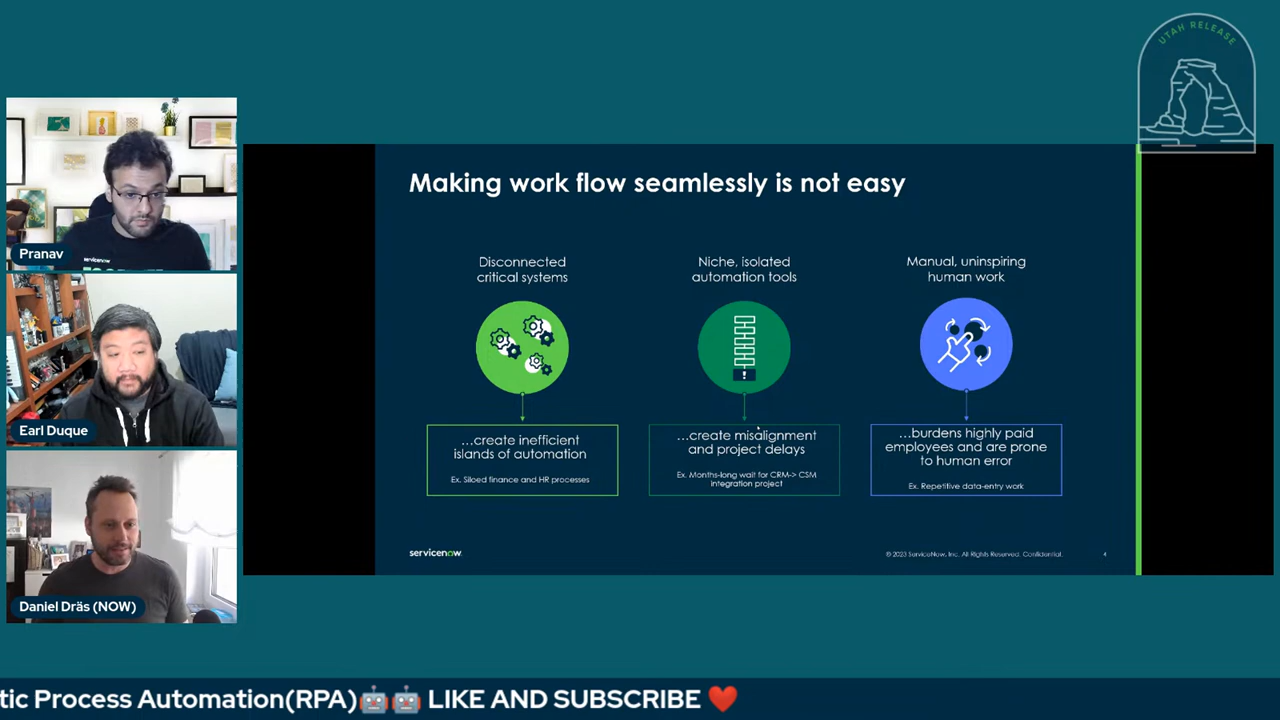 UTAH RELEASE
Pranav
servicenow
Earl Duque
Daniel Dräs (NOW)
Making work flow seamlessly is not easy
Disconnected
critical systems
...create inefficient
islands of automation
Ex. Siloed finance and HR processes
Niche, isolated
automation tools
!
...create misalignment
and project delays
Ex. Months-long wait for CRM-> CSM
integration project
Manual, uninspiring
human work
...burdens highly paid
employees and are prone
to human error
Ex. Repetitive data-entry work
servicenow
© 2023 ServiceNow, Inc. All Rights Reserved. Confidential.
4
tic Process Automation(RPA)🤖🤖 LIKE AND SUBSCRIBE ❤️